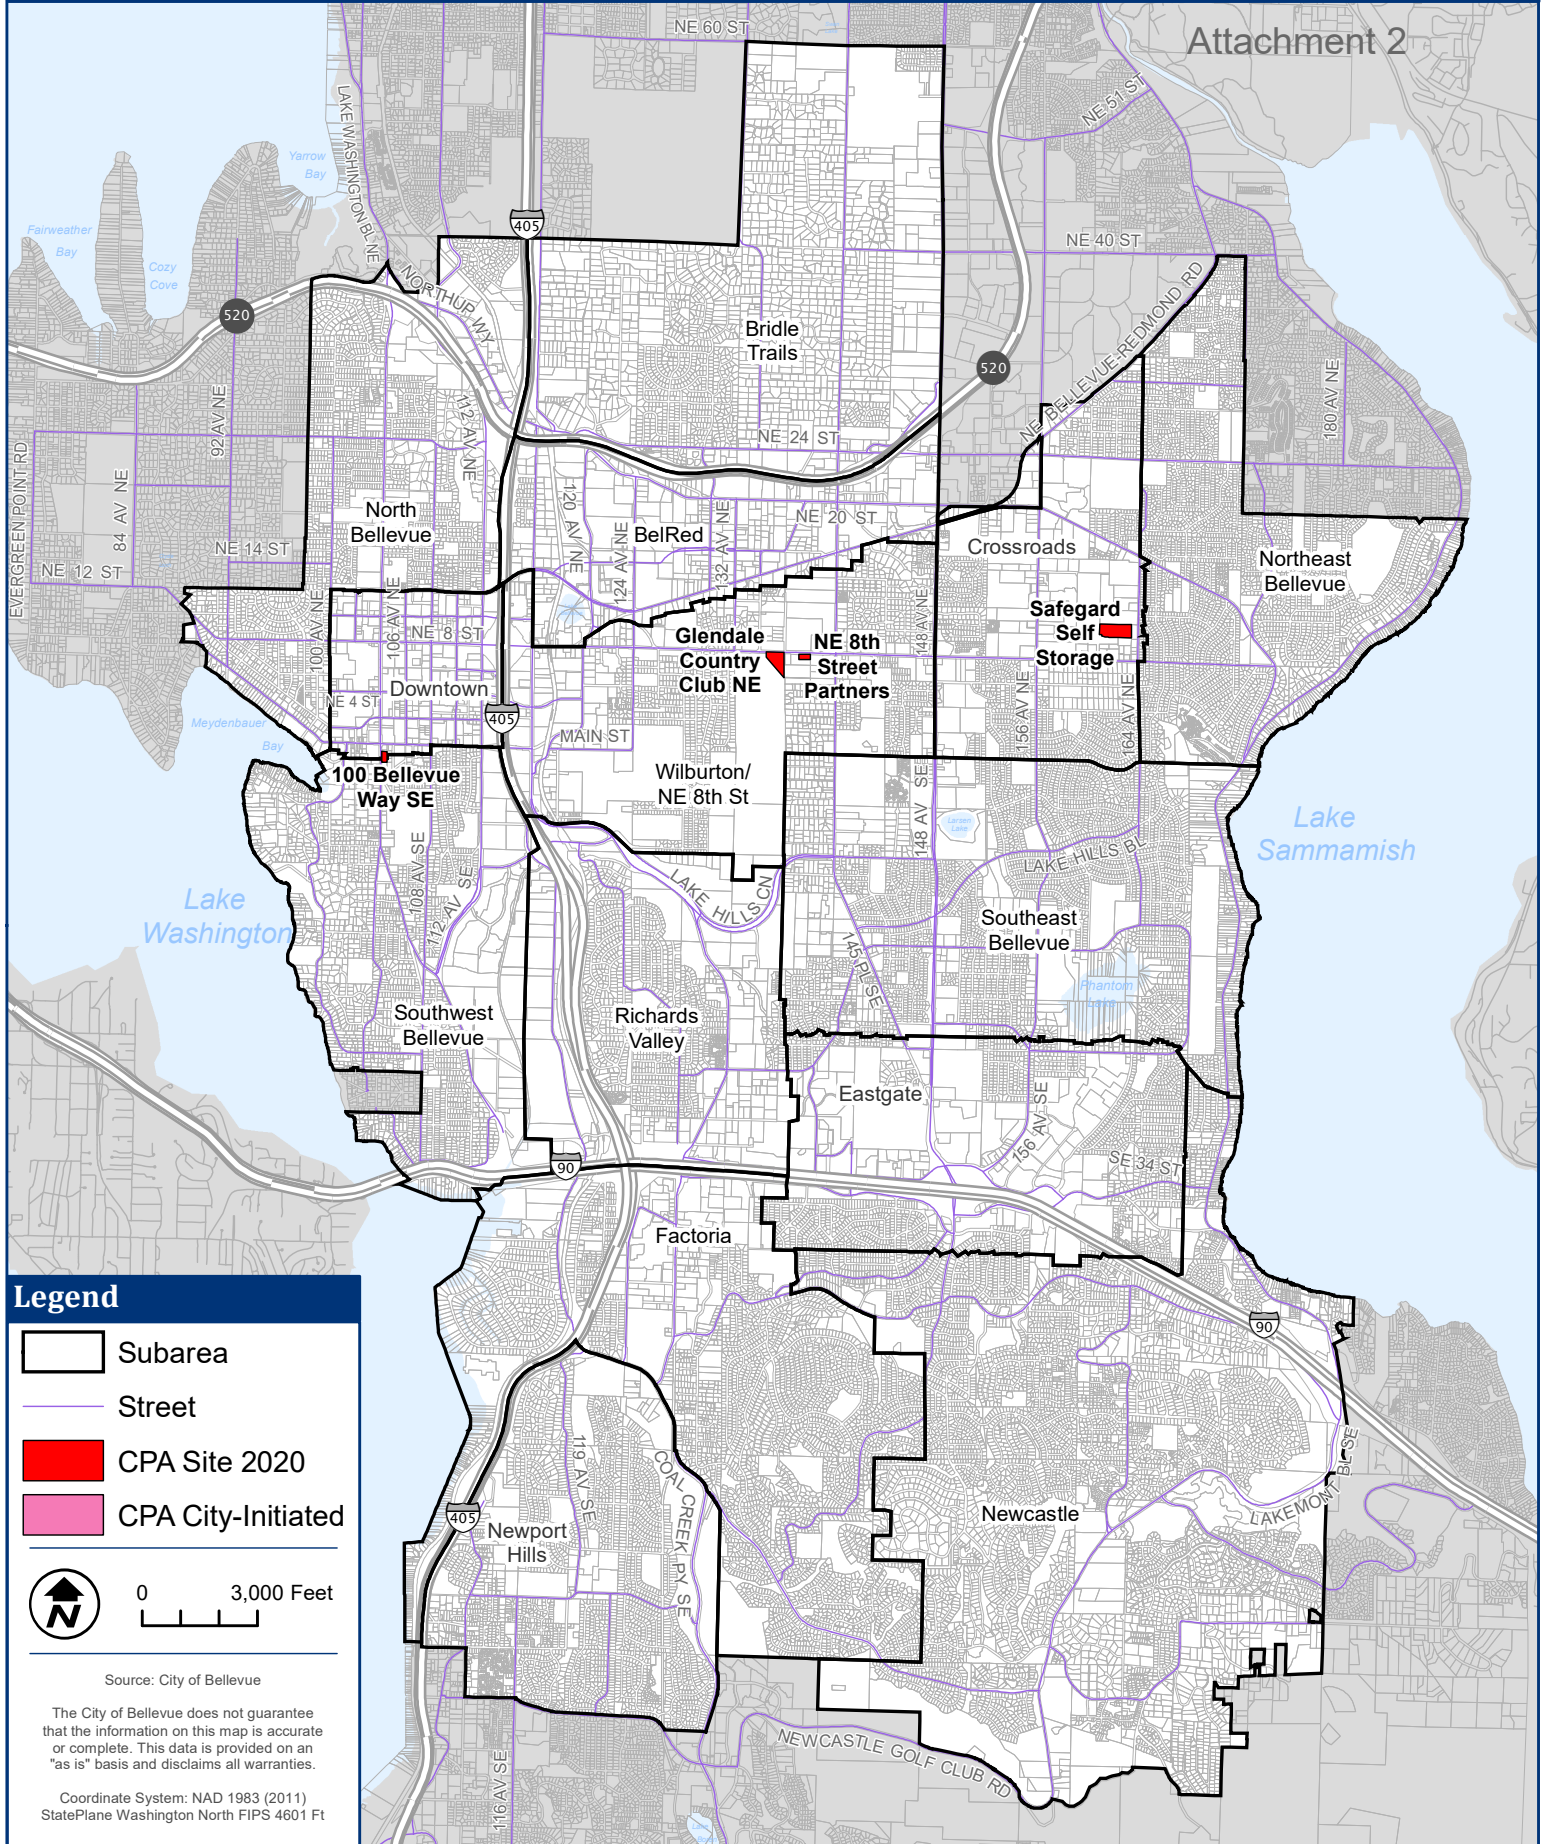 Attachment 2
NE 60 ST
NE 51 ST
LAKE WASHINGTON BL NE
Yarrow
Bay
405
Fairweather
Bay
Cozy
Cove
NE 40 ST
NORTHUP WY
520
Bridle
Trails
520
NE BELLEVUE-REDMOND RD
180 AV NE
92 AV NE
112 AV NE
NE 24 ST
EVERGREEN POINT RD
84 AV NE
120 AV NE
North
Bellevue
BelRed
NE 20 ST
124 AV NE
132 AV NE
Crossroads
Northeast
Bellevue
NE 14 ST
NE 12 ST
100 AV NE
106 AV NE
148 AV NE
Safegard
Self
Storage
NE 8 ST
Glendale
Country
Club NE
NE 8th
Street
Partners
156 AV NE
164 AV NE
Downtown
NE 4 ST
405
MAIN ST
Meydenbauer
Bay
100 Bellevue
Way SE
Wilburton/
NE 8th St
148 AV SE
Larsen
Lake
Lake
Sammamish
LAKE HILLS BL
108 AV SE
112 AV SE
LAKE HILLS CN
Lake
Washington
Southeast
Bellevue
145 PL SE
Phantom
Lake
Southwest
Bellevue
Richards
Valley
Eastgate
156 AV SE
SE 34 ST
90
Factoria
90
Legend
Subarea
Street
CPA Site 2020
CPA City-Initiated
N
0 3,000 Feet
Source: City of Bellevue
The City of Bellevue does not guarantee
that the information on this map is accurate
or complete. This data is provided on an
"as is" basis and disclaims all warranties.
Coordinate System: NAD 1983 (2011)
StatePlane Washington North FIPS 4601 Ft
119 AV SE
COAL CREEK PY SE
405
Newport
Hills
Newcastle
LAKEMONT BL SE
NEWCASTLE GOLF CLUB RD
116 AV SE
Lake